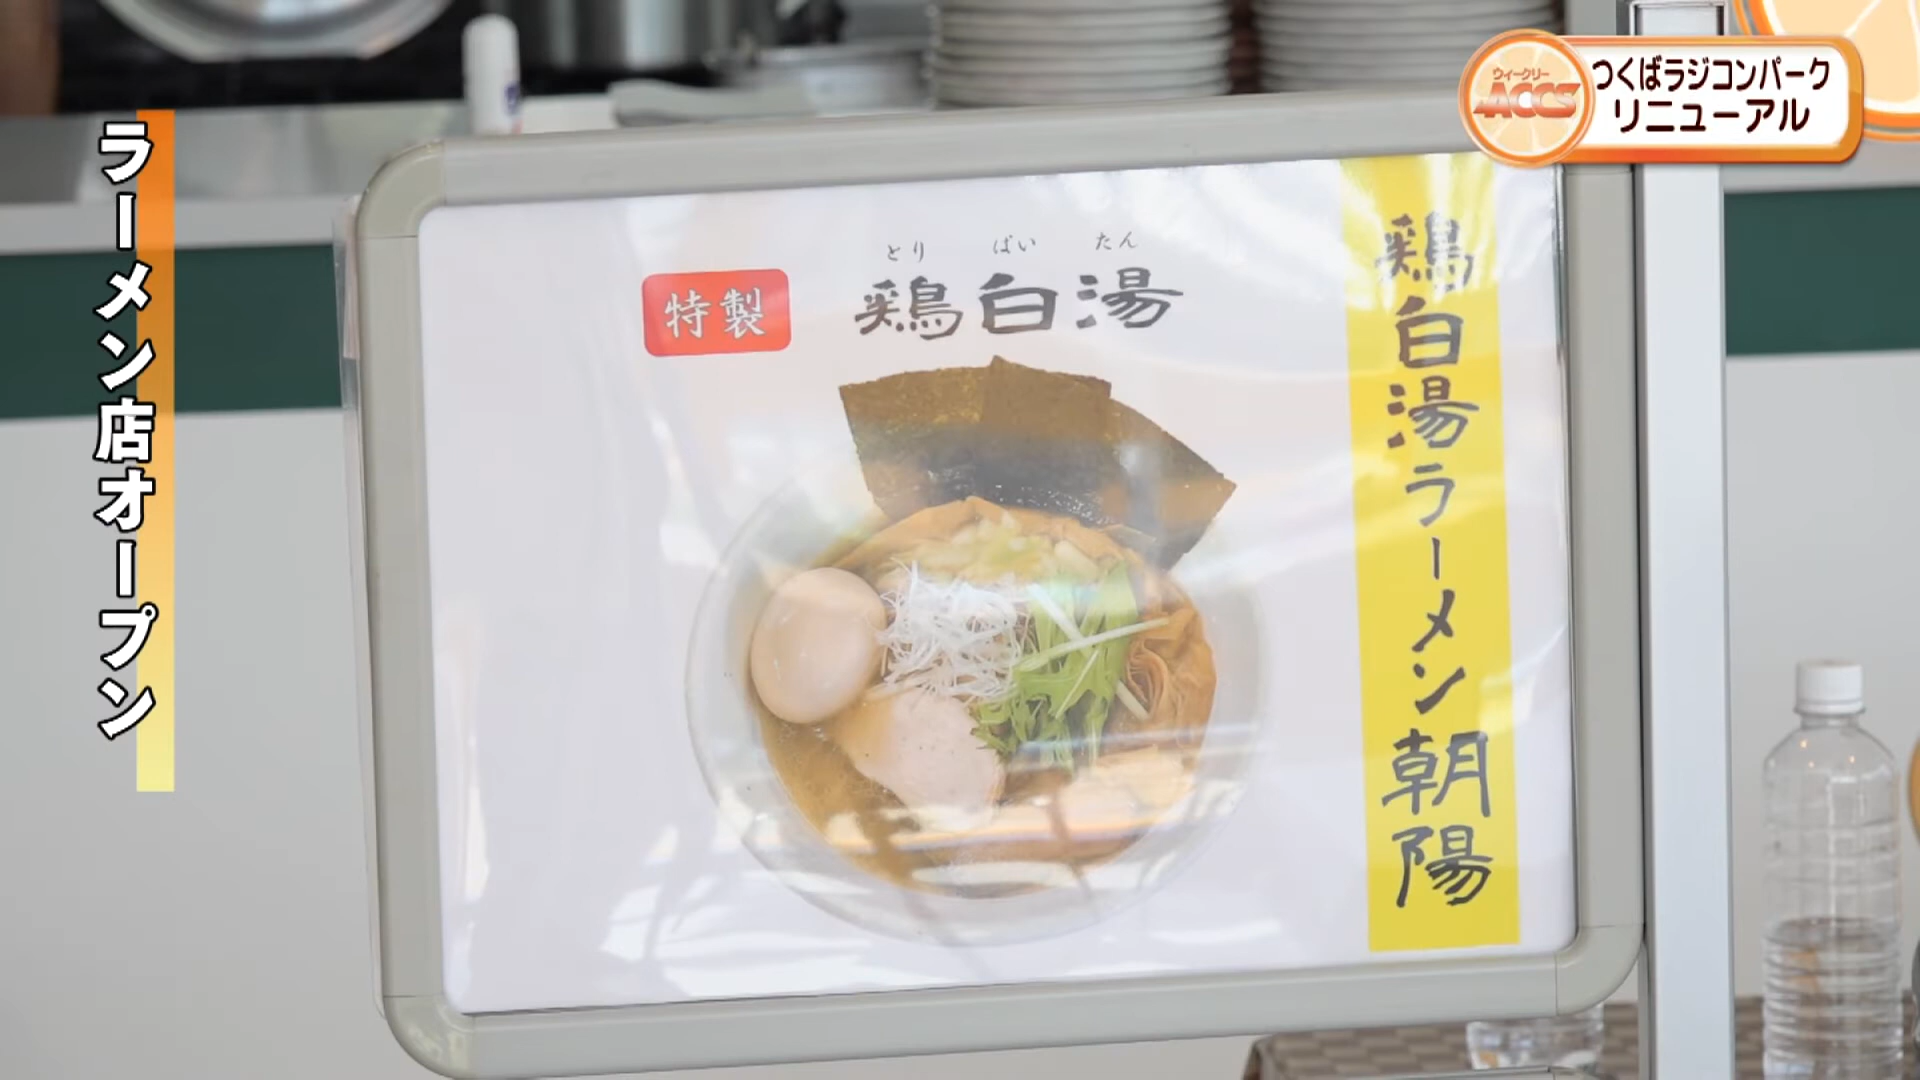 ウィークリー
ACCS
つくばラジコンパーク
リニューアル
ラーメン店オープン
とり ぱい たん
特製 鶏白湯
鶏白湯ラーメン 朝陽